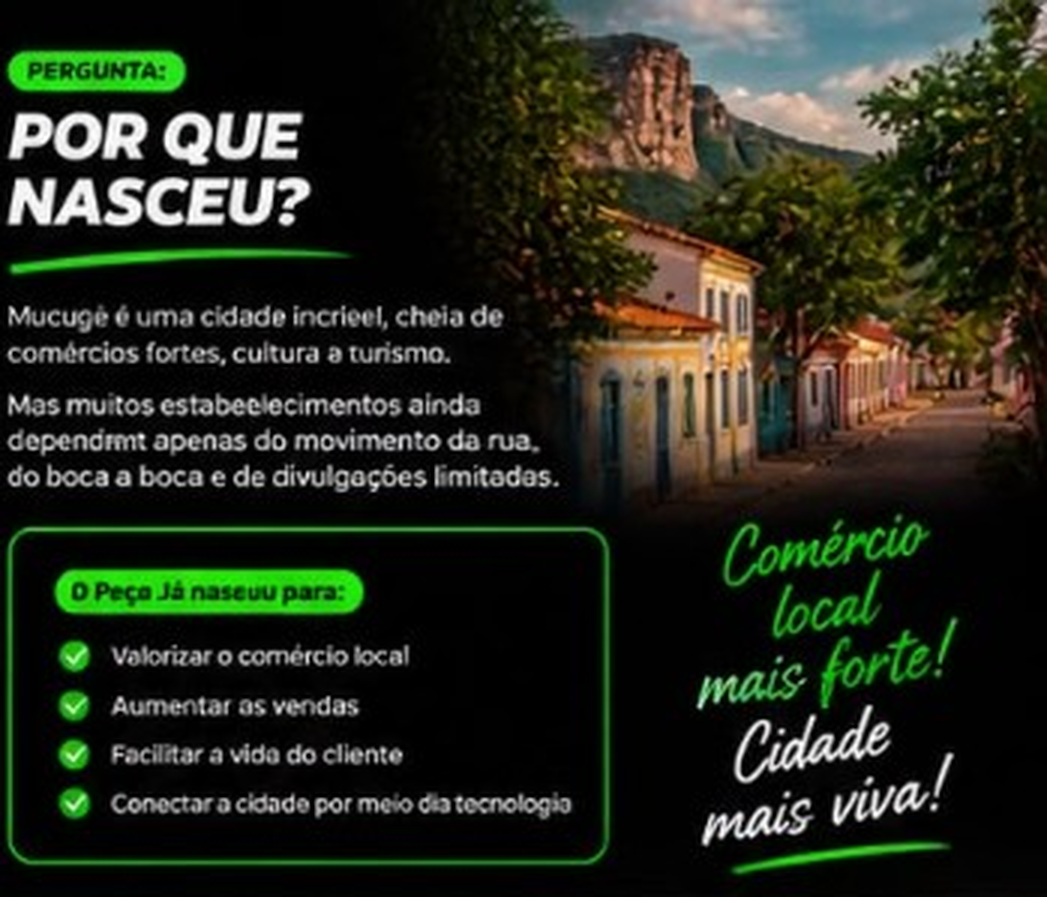 PERGUNTA:
POR QUE
NASCEU?
Mucugê é uma cidade incrieel, cheia de
comércios fortes, cultura a turismo.
Mas muitos estabeelecimentos ainda
dependrmt apenas do movimento da rua,
do boca a boca e de divulgações limitadas.
O Peça Já nasceuu para:
Valorizar o comércio local
Aumentar as vendas
Facilitar a vida do cliente
Conectar a cidade por meio dia tecnologia
Comércio
local
mais forte!
Cidade
mais viva!